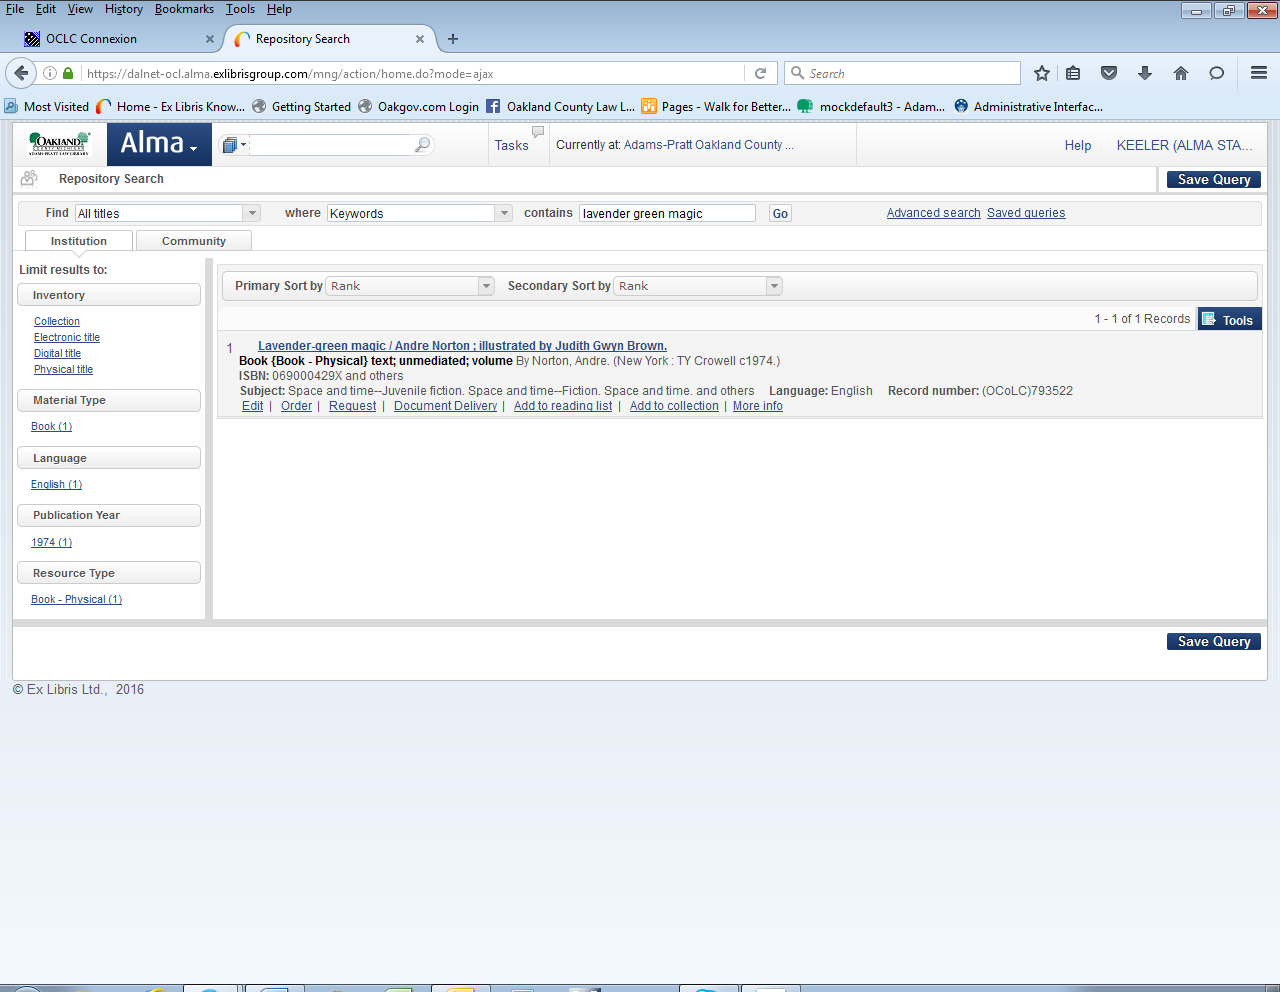 File Edit View History Bookmarks Tools Help
OCLC Connexion × Repository Search × +
https://dalnet-ocl.alma.exlibrisgroup.com/mng/action/home.do?mode=ajax Search
Most Visited Home - Ex Libris Know... Getting Started Oakgov.com Login Oakland County Law L... Pages - Walk for Better... mockdefault3 - Adam... Administrative Interfac...
OAKLAND
COUNTY MICHIGAN
ADAMS-PRATT LAW LIBRARY
Alma Tasks Currently at: Adams-Pratt Oakland County ... Help KEELER (ALMA STA...
Repository Search Save Query
Find All titles where Keywords contains lavender green magic Go Advanced search Saved queries
Institution Community
Limit results to:
Inventory
Collection
Electronic title
Digital title
Physical title
Material Type
Book (1)
Language
English (1)
Publication Year
1974 (1)
Resource Type
Book - Physical (1)
Primary Sort by Rank Secondary Sort by Rank
1 - 1 of 1 Records Tools
1 Lavender-green magic / Andre Norton ; illustrated by Judith Gwyn Brown.
Book {Book - Physical} text; unmediated; volume By Norton, Andre. (New York : TY Crowell c1974.)
ISBN: 069000429X and others
Subject: Space and time--Juvenile fiction. Space and time--Fiction. Space and time. and others Language: English Record number: (OCoLC)793522
Edit | Order | Request | Document Delivery | Add to reading list | Add to collection | More info
Save Query
© Ex Libris Ltd., 2016